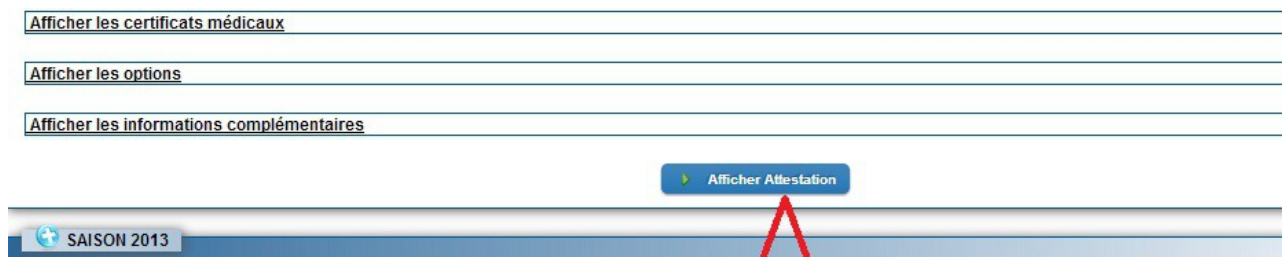 Afficher les certificats médicaux
Afficher les options
Afficher les informations complémentaires
Afficher Attestation
SAISON 2013